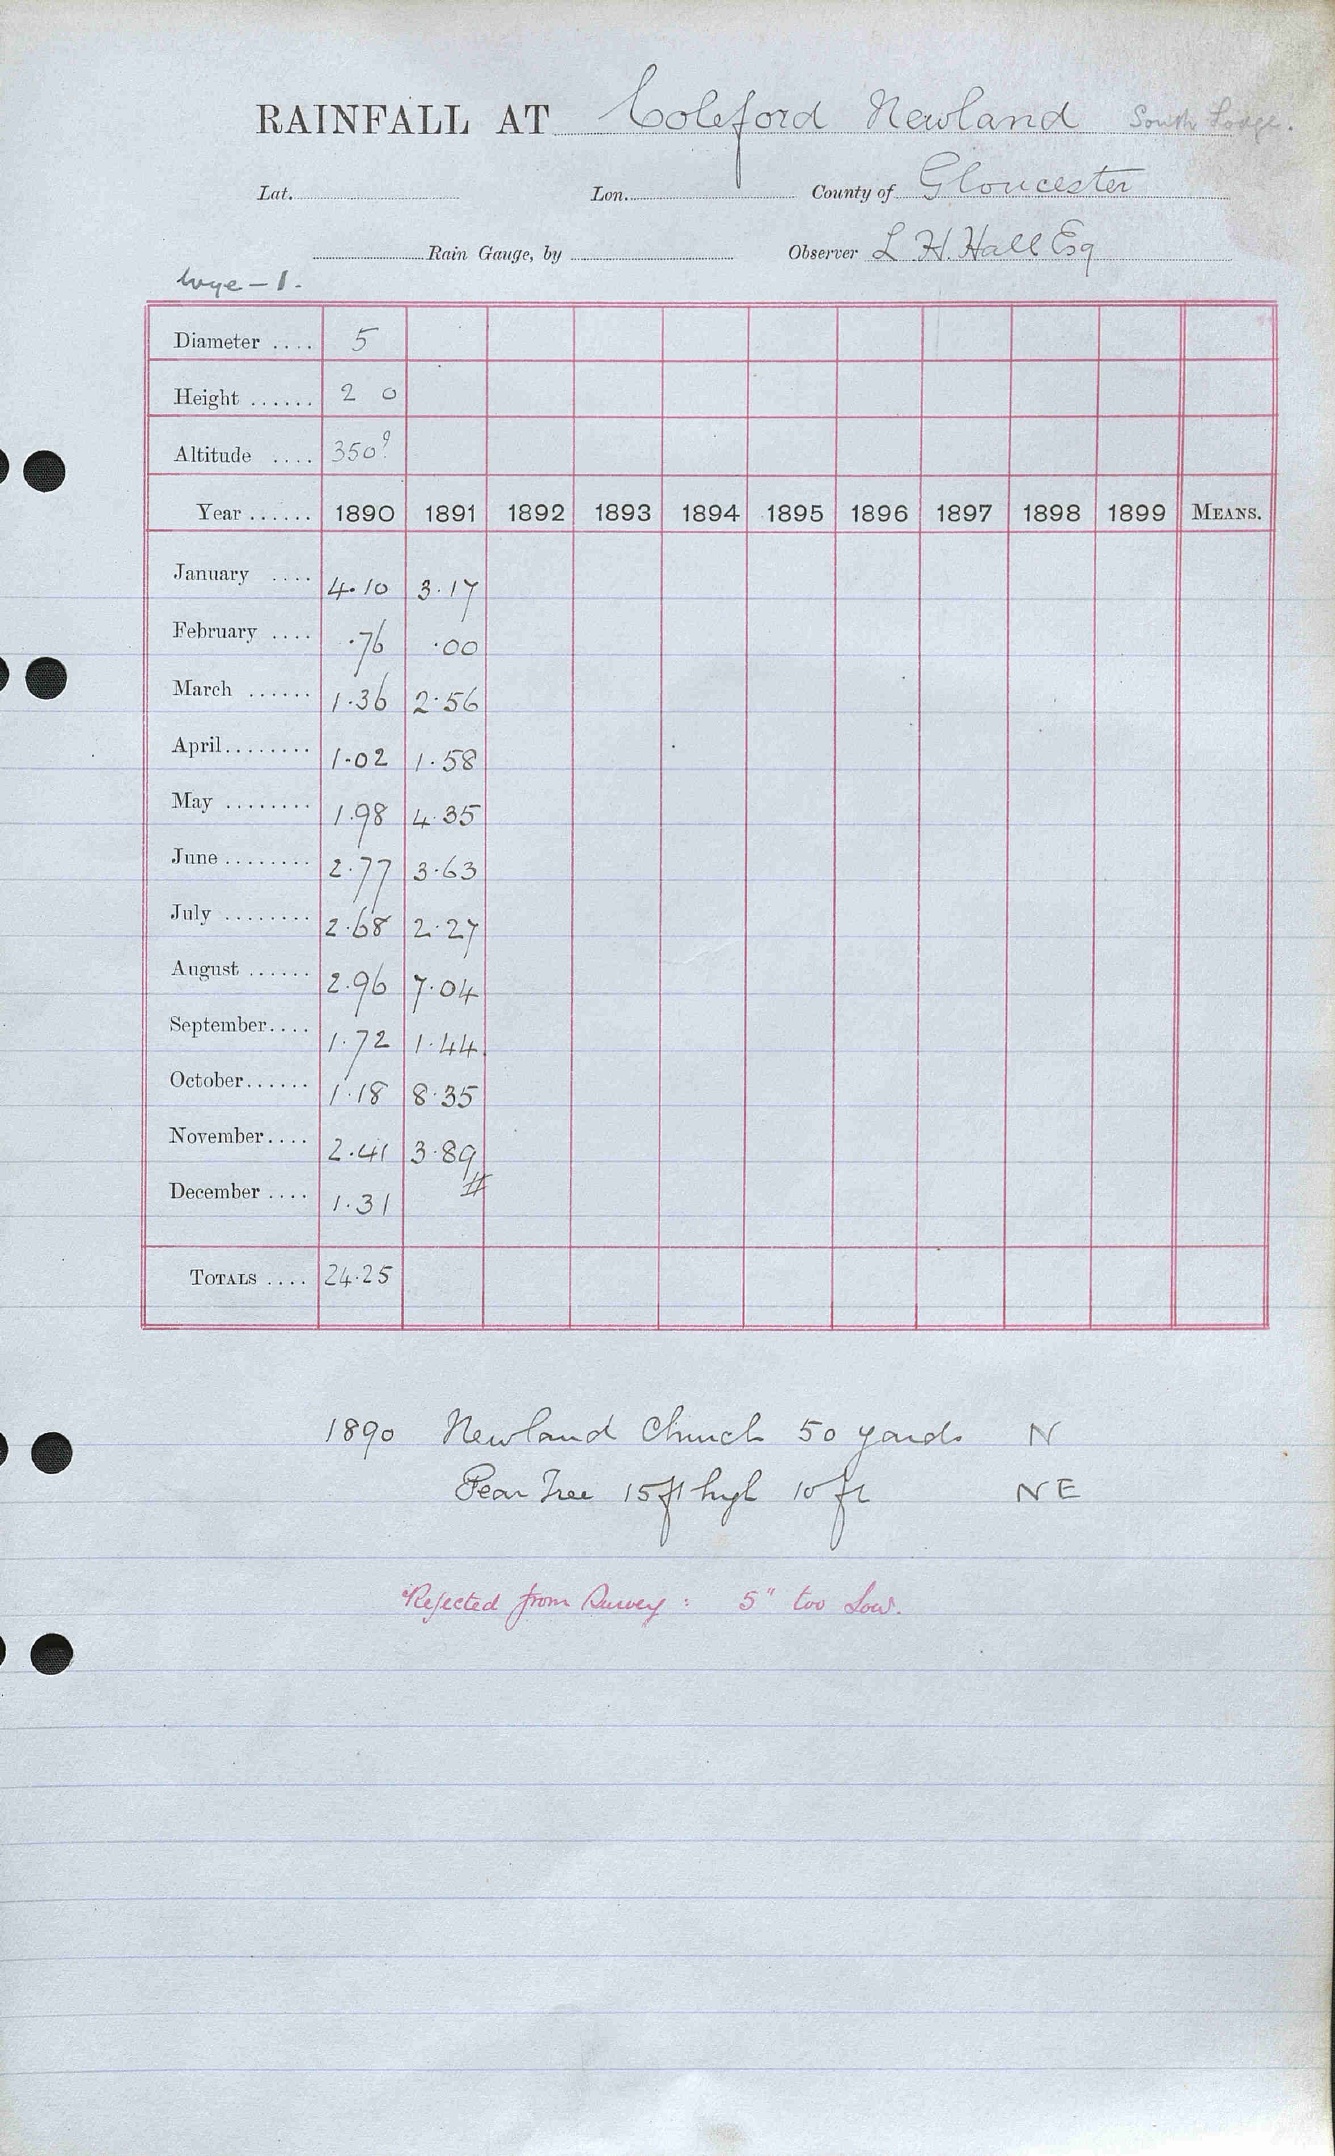 RAINFALL AT Coleford Newland South Lodge.
Lat. Lon. County of Gloucester
Rain Gauge, by Observer L H. Hall Esq
Wye - 1.
Diameter .... 5
Height ...... 2 0
Altitude .... 350?
Year ...... 1890 1891 1892 1893 1894 1895 1896 1897 1898 1899 MEANS.
January .... 4.10 3.17
February .... .76 .00
March ...... 1.36 2.56
April........ 1.02 1.58
May ........ 1.98 4.35
June ........ 2.77 3.63
July ........ 2.68 2.27
August ...... 2.96 7.04
September.... 1.72 1.44
October...... 1.18 8.35
November.... 2.41 3.89
December .... 1.31 #
TOTALS .... 24.25
1890 Newland Church 50 yards N
Pear Tree 15 ft high 10 ft NE
Rejected from Survey : 5" too low.